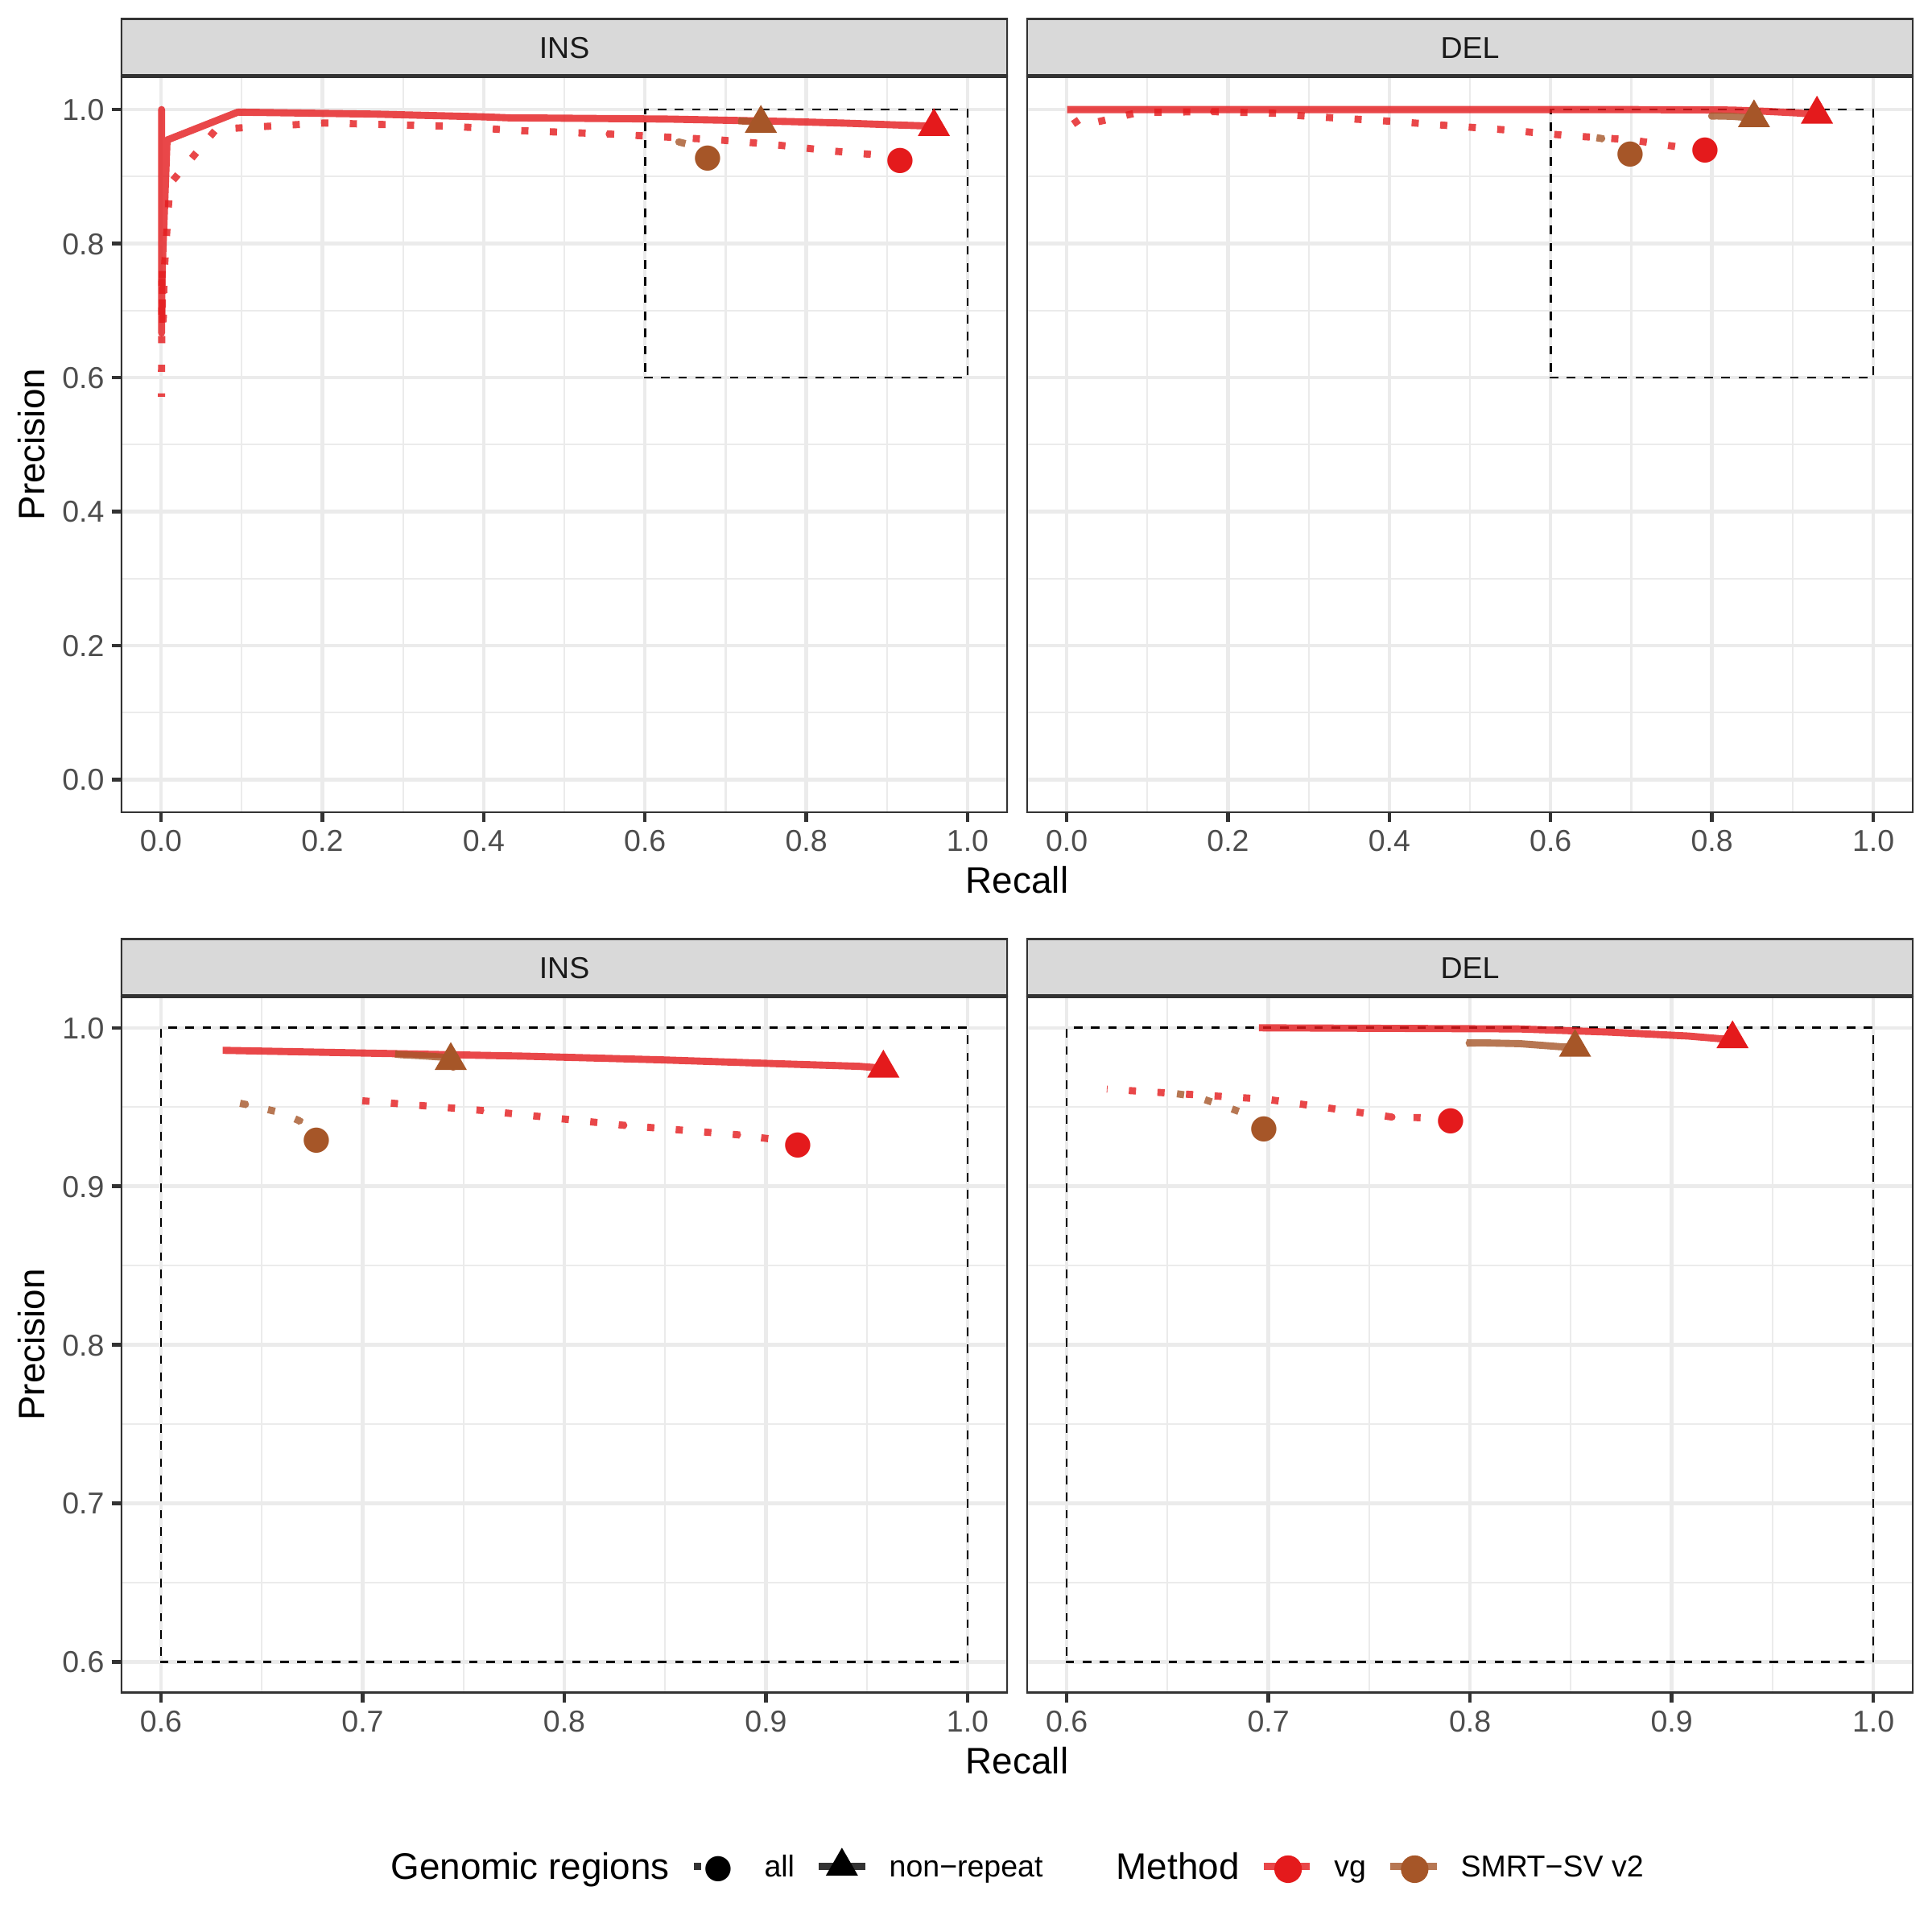 INS DEL
1.0
0.8
0.6
0.4
0.2
0.0
Precision
0.0 0.2 0.4 0.6 0.8 1.0 0.0 0.2 0.4 0.6 0.8 1.0
Recall
INS DEL
1.0
0.9
0.8
0.7
0.6
Precision
0.6 0.7 0.8 0.9 1.0 0.6 0.7 0.8 0.9 1.0
Recall
Genomic regions all non−repeat Method vg SMRT−SV v2